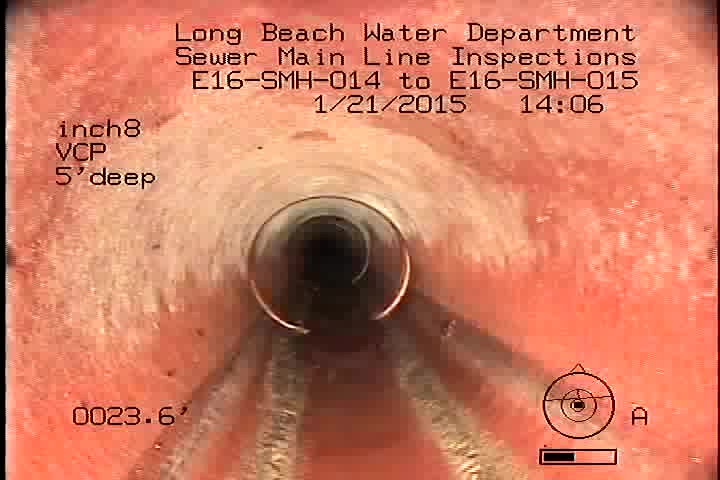 Long Beach Water Department
Sewer Main Line Inspections
E16-SMH-014 to E16-SMH-015
1/21/2015 14:06
inch8
VCP
5'deep
0023.6'
A